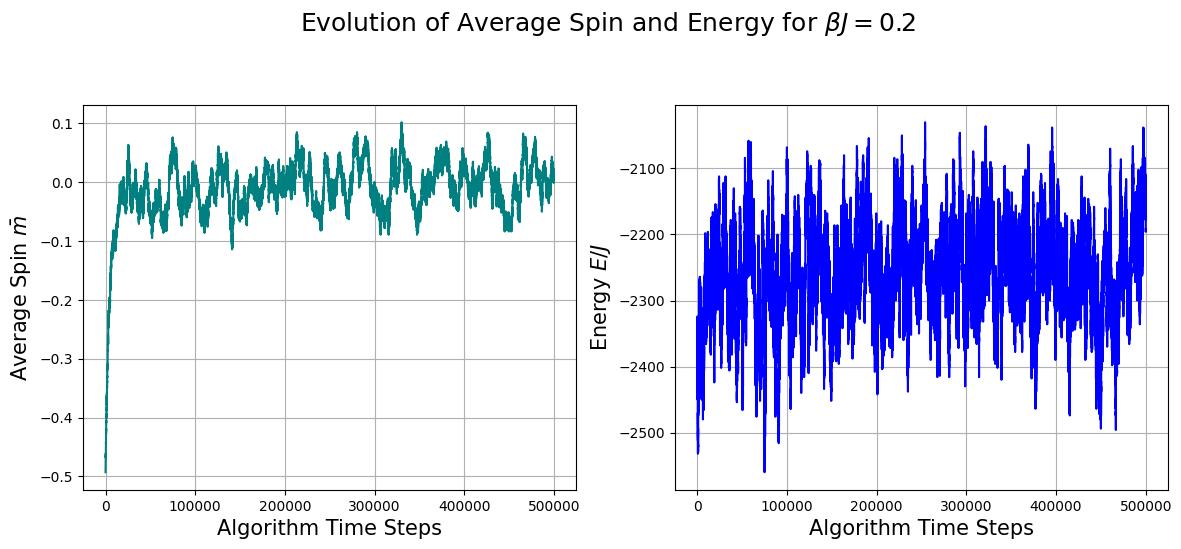 Evolution of Average Spin and Energy for βJ = 0.2
Average Spin m̄
0.1
0.0
−0.1
−0.2
−0.3
−0.4
−0.5
0 100000 200000 300000 400000 500000
Algorithm Time Steps
Energy E/J
−2100
−2200
−2300
−2400
−2500
0 100000 200000 300000 400000 500000
Algorithm Time Steps